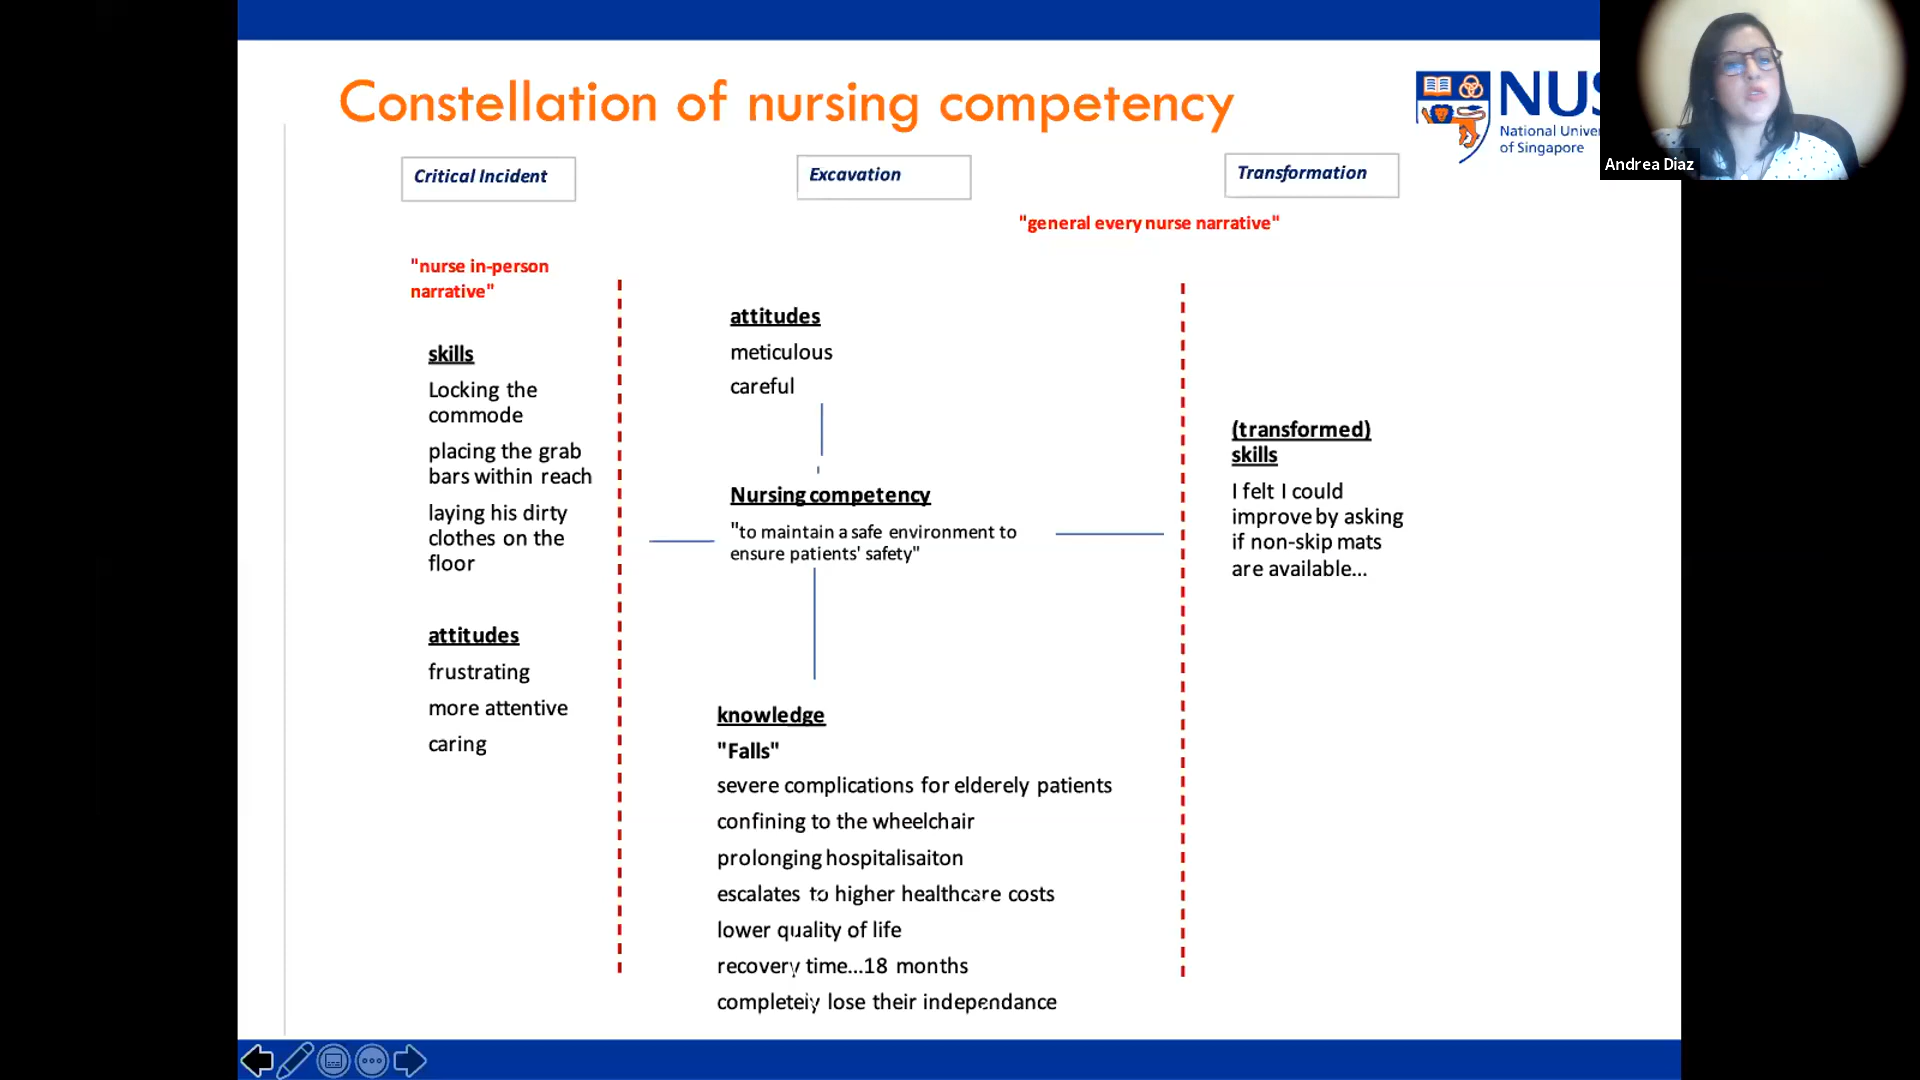 Constellation of nursing competency
NUS
National Univer
of Singapore
Andrea Diaz
Critical Incident
Excavation
Transformation
"general every nurse narrative"
"nurse in-person
narrative"
skills
Locking the
commode
placing the grab
bars within reach
laying his dirty
clothes on the
floor
attitudes
frustrating
more attentive
caring
attitudes
meticulous
careful
Nursing competency
"to maintain a safe environment to
ensure patients' safety"
knowledge
"Falls"
severe complications for elderely patients
confining to the wheelchair
prolonging hospitalisaiton
escalates to higher healthcare costs
lower quality of life
recovery time...18 months
completely lose their independance
(transformed)
skills
I felt I could
improve by asking
if non-skip mats
are available...